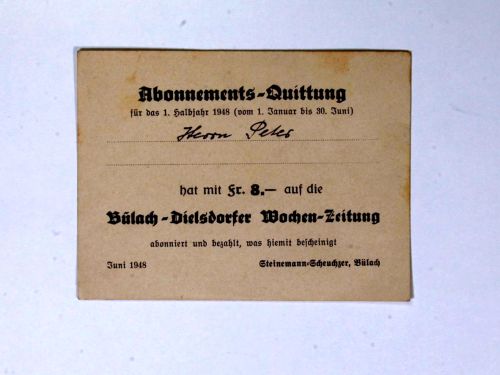 Abonnements-Quittung
für das 1. Halbjahr 1948 (vom 1. Januar bis 30. Juni)
Herrn Peter
hat mit Fr. 8.— auf die
Bülach-Dielsdorfer Wochen-Zeitung
abonniert und bezahlt, was hiemit bescheinigt
Juni 1948 Steinemann-Scheuchzer, Bülach